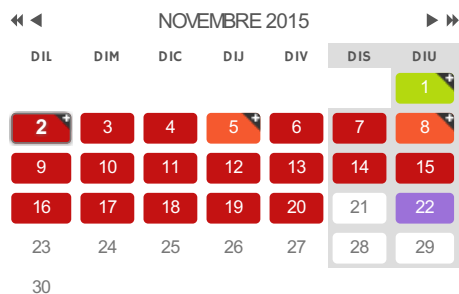 NOVEMBRE 2015
DIL DIM DIC DIJ DIV DIS DIU
1
2 3 4 5 6 7 8
9 10 11 12 13 14 15
16 17 18 19 20 21 22
23 24 25 26 27 28 29
30